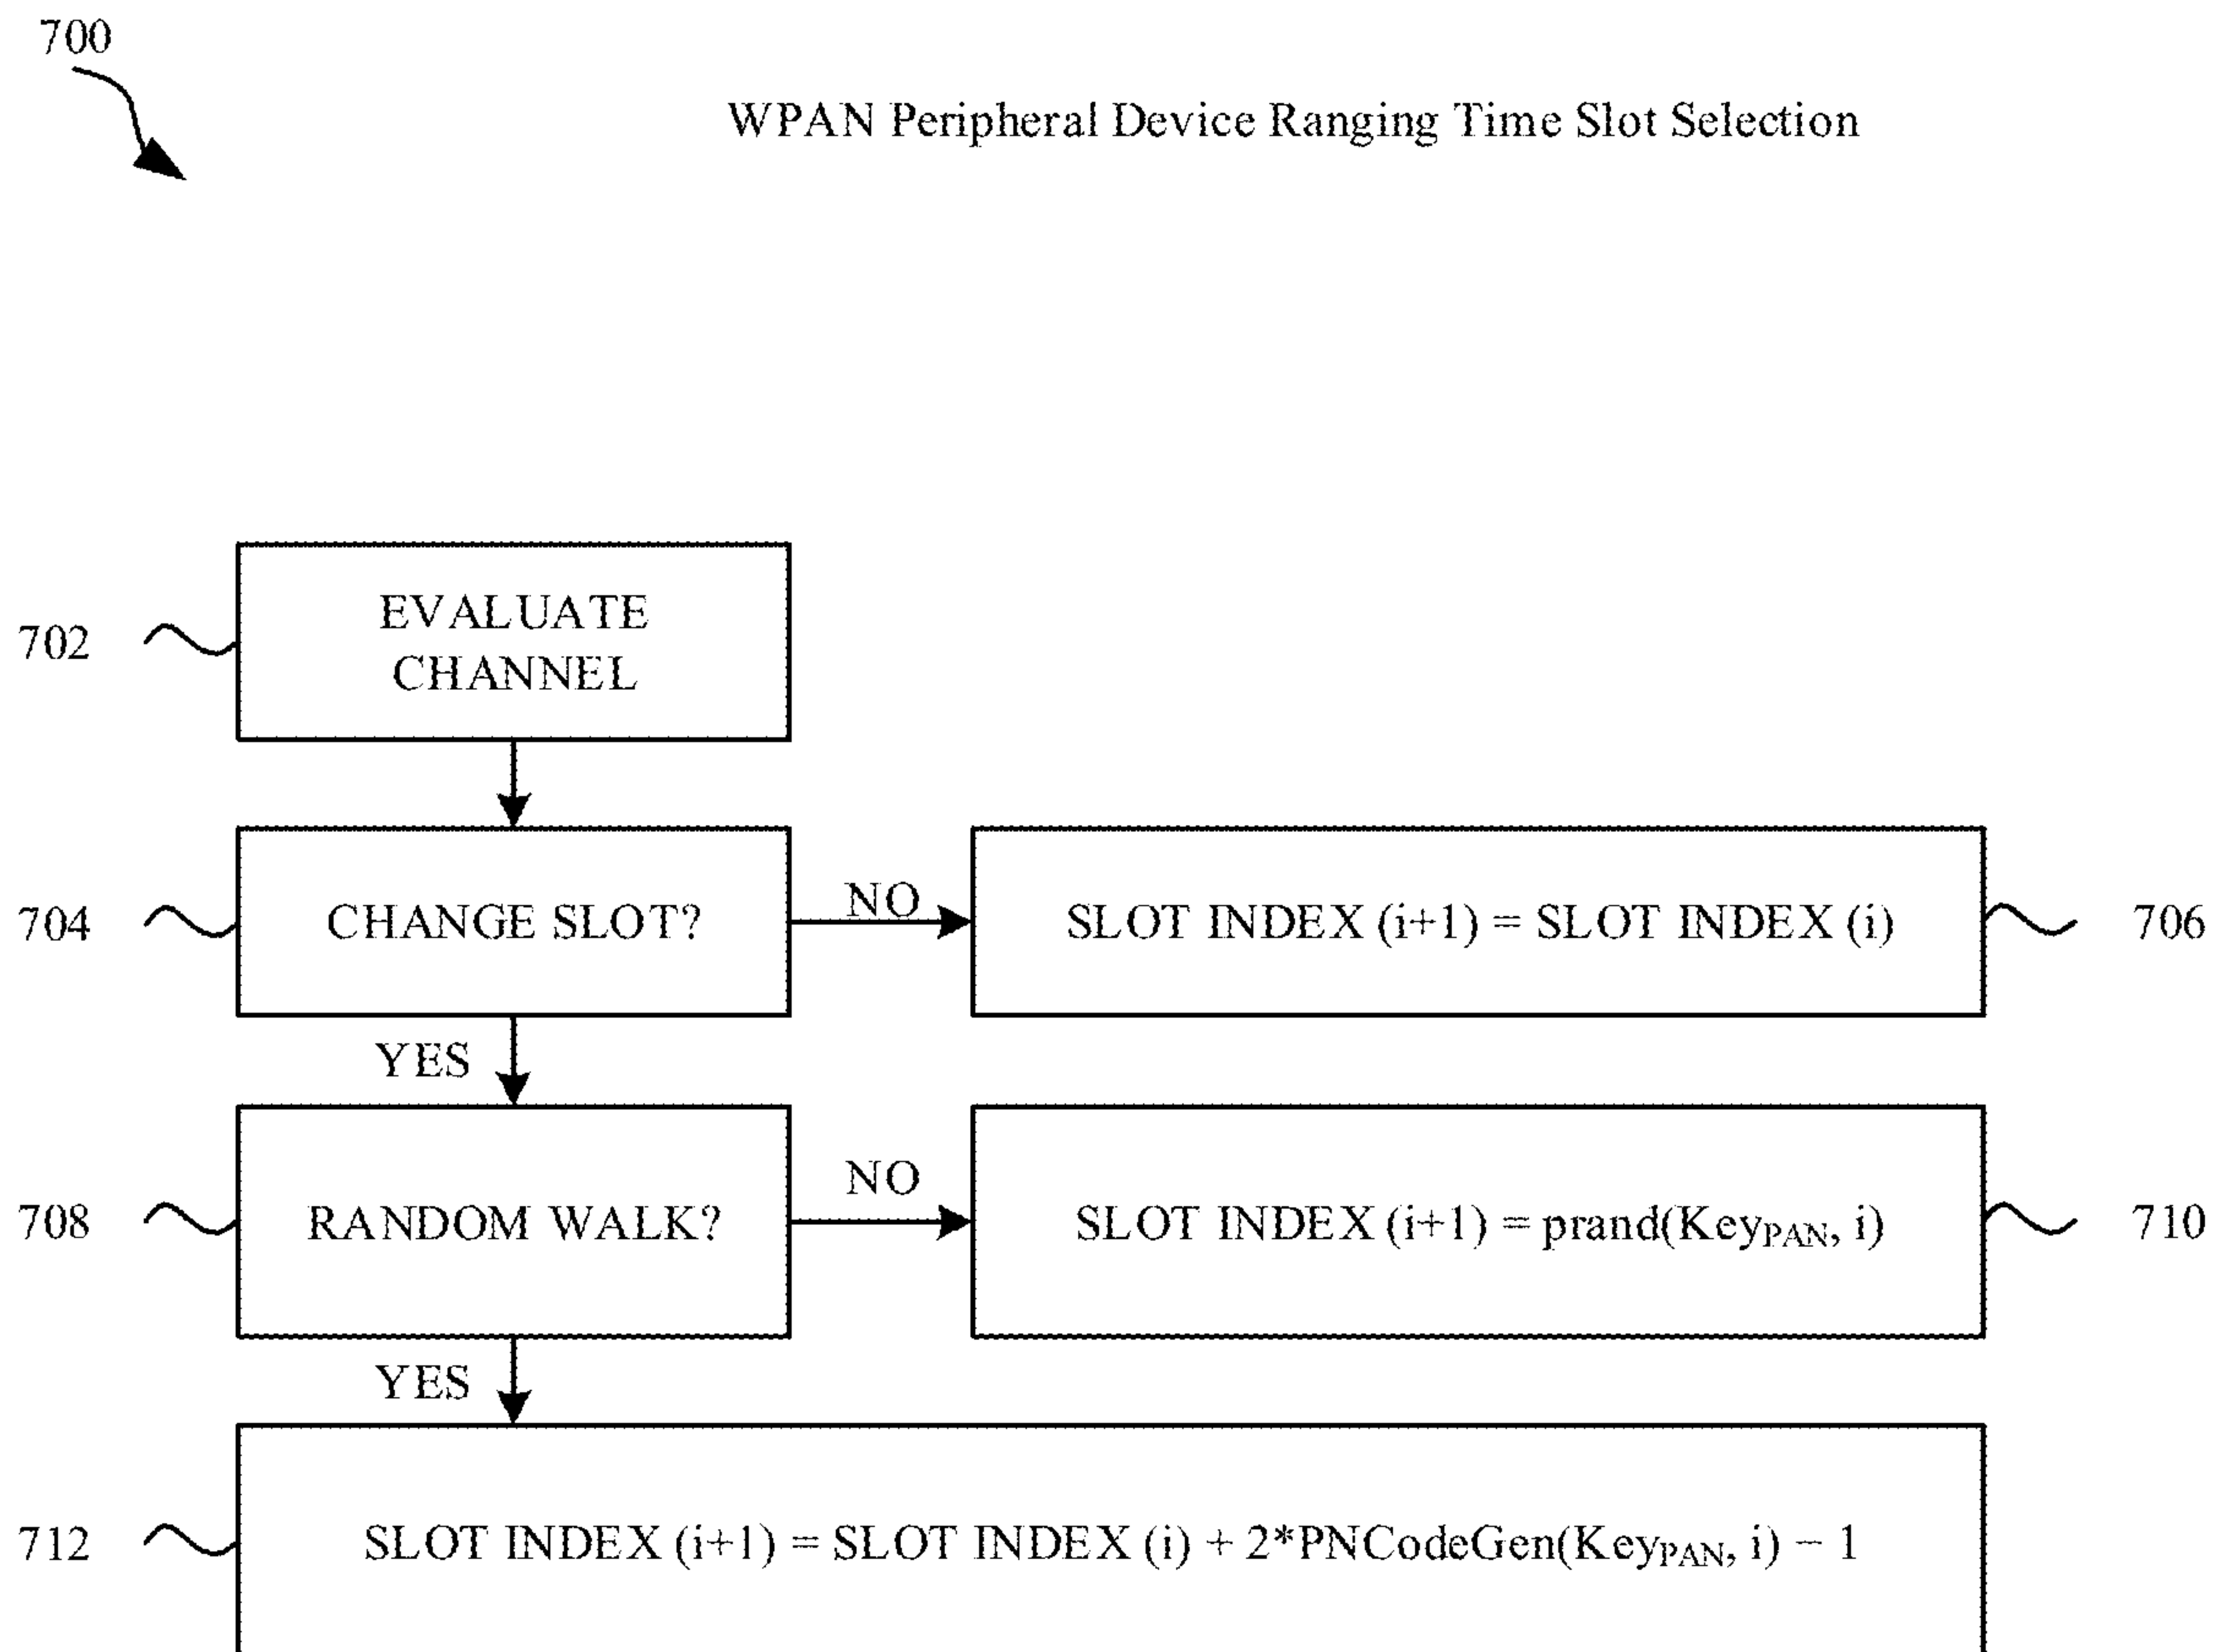 700
WPAN Peripheral Device Ranging Time Slot Selection
702
EVALUATE
CHANNEL
704
CHANGE SLOT?
NO
SLOT INDEX (i+1) = SLOT INDEX (i)
706
YES
708
RANDOM WALK?
NO
SLOT INDEX (i+1) = prand(KeyPAN, i)
710
YES
712
SLOT INDEX (i+1) = SLOT INDEX (i) + 2*PNCodeGen(KeyPAN, i) − 1